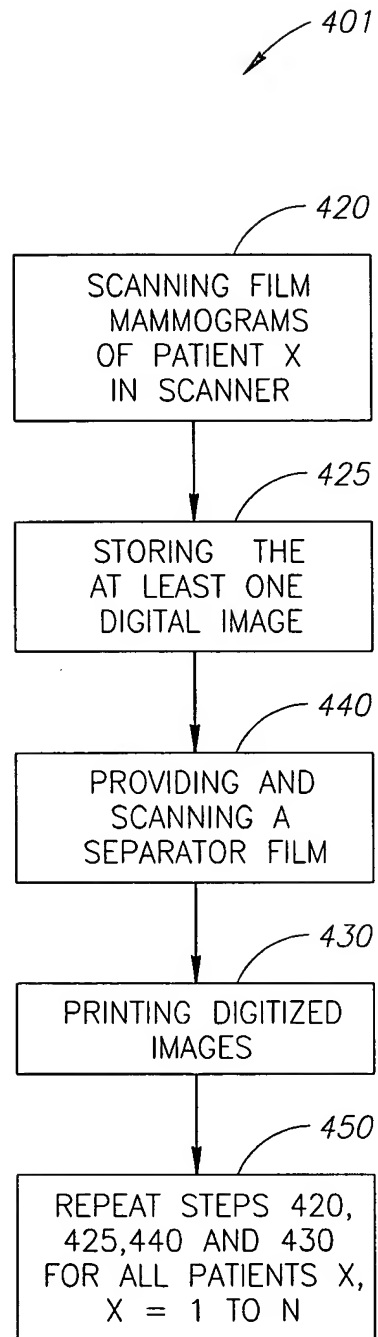 401
420
SCANNING FILM
MAMMOGRAMS
OF PATIENT X
IN SCANNER
425
STORING THE
AT LEAST ONE
DIGITAL IMAGE
440
PROVIDING AND
SCANNING A
SEPARATOR FILM
430
PRINTING DIGITIZED
IMAGES
450
REPEAT STEPS 420,
425,440 AND 430
FOR ALL PATIENTS X,
X = 1 TO N